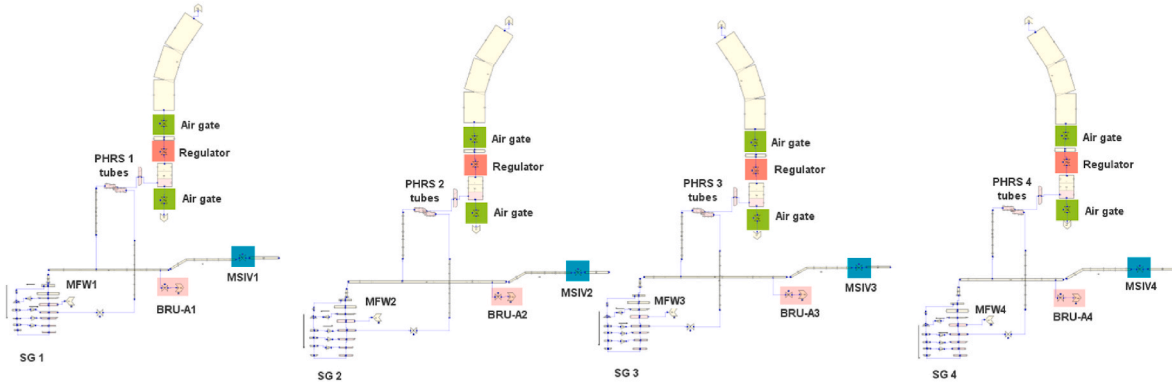 Air gate
Regulator
PHRS 1
tubes
Air gate
MSIV1
MFW1
BRU-A1
SG 1
Air gate
Regulator
PHRS 2
tubes
Air gate
MSIV2
MFW2
BRU-A2
SG 2
Air gate
Regulator
PHRS 3
tubes
Air gate
MSIV3
MFW3
BRU-A3
SG 3
Air gate
Regulator
PHRS 4
tubes
Air gate
MSIV4
MFW4
BRU-A4
SG 4